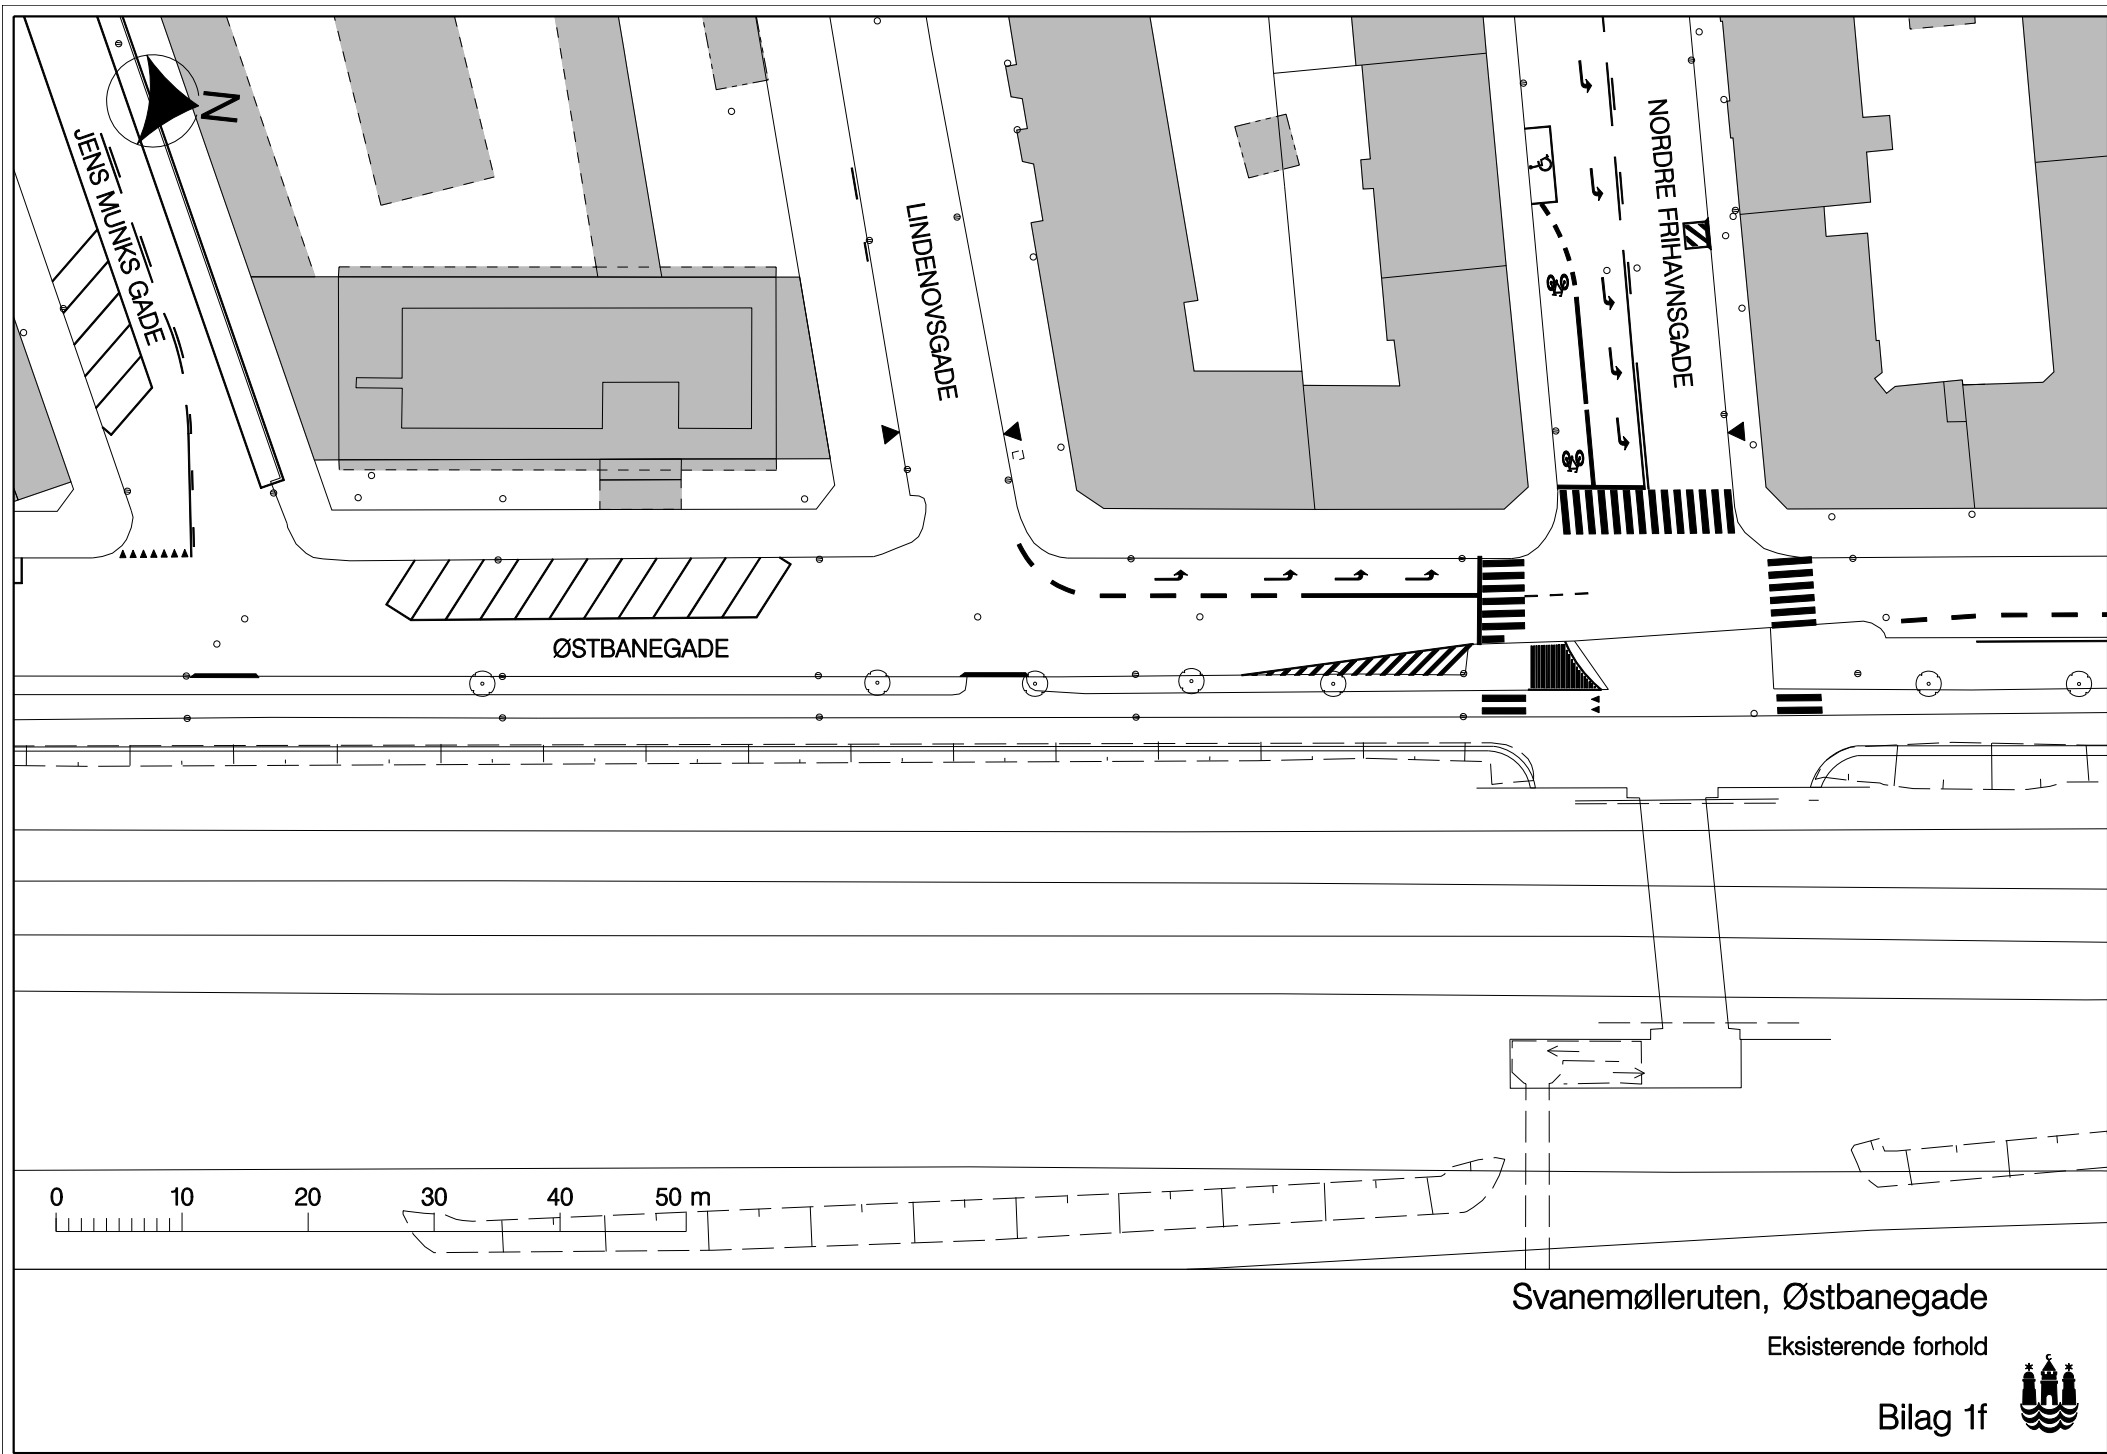 N
JENS MUNKS GADE
LINDENOVSGADE
NORDRE FRIHAVNSGADE
ØSTBANEGADE
0 10 20 30 40 50 m
Svanemølleruten, Østbanegade
Eksisterende forhold
Bilag 1f